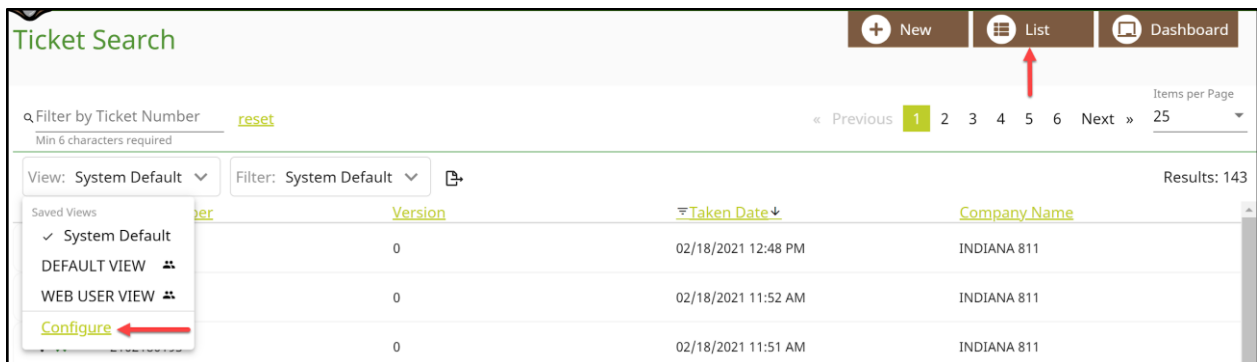 Ticket Search
New
List
Dashboard
Filter by Ticket Number
reset
Min 6 characters required
« Previous 1 2 3 4 5 6 Next »
Items per Page
25
View: System Default
Filter: System Default
Results: 143
Saved Views
System Default
DEFAULT VIEW
WEB USER VIEW
Configure
Version
Taken Date
Company Name
0
02/18/2021 12:48 PM
INDIANA 811
0
02/18/2021 11:52 AM
INDIANA 811
0
02/18/2021 11:51 AM
INDIANA 811